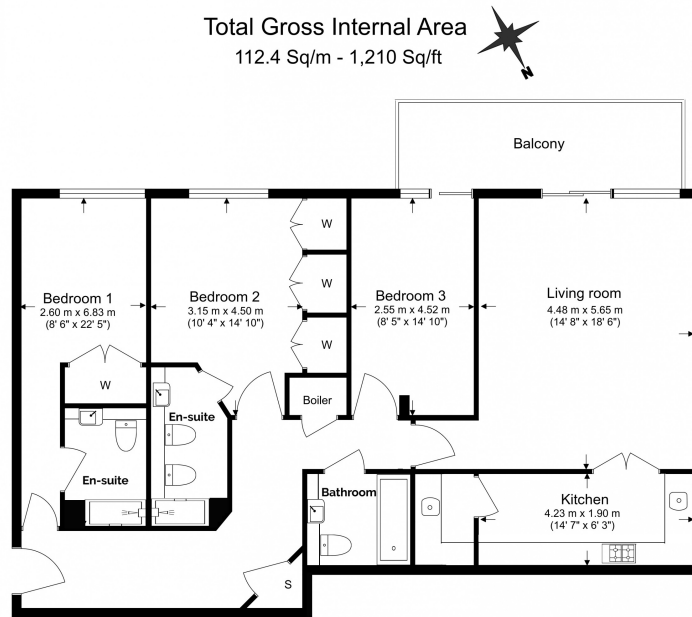 Total Gross Internal Area
112.4 Sq/m - 1,210 Sq/ft
N
Balcony
W
Bedroom 1
2.60 m x 6.83 m
(8' 6" x 22' 5")
Bedroom 2
3.15 m x 4.50 m
(10' 4" x 14' 10")
W
Bedroom 3
2.55 m x 4.52 m
(8' 5" x 14' 10")
Living room
4.48 m x 5.65 m
(14' 8" x 18' 6")
W
W
Boiler
En-suite
En-suite
Bathroom
Kitchen
4.23 m x 1.90 m
(14' 7" x 6' 3")
S